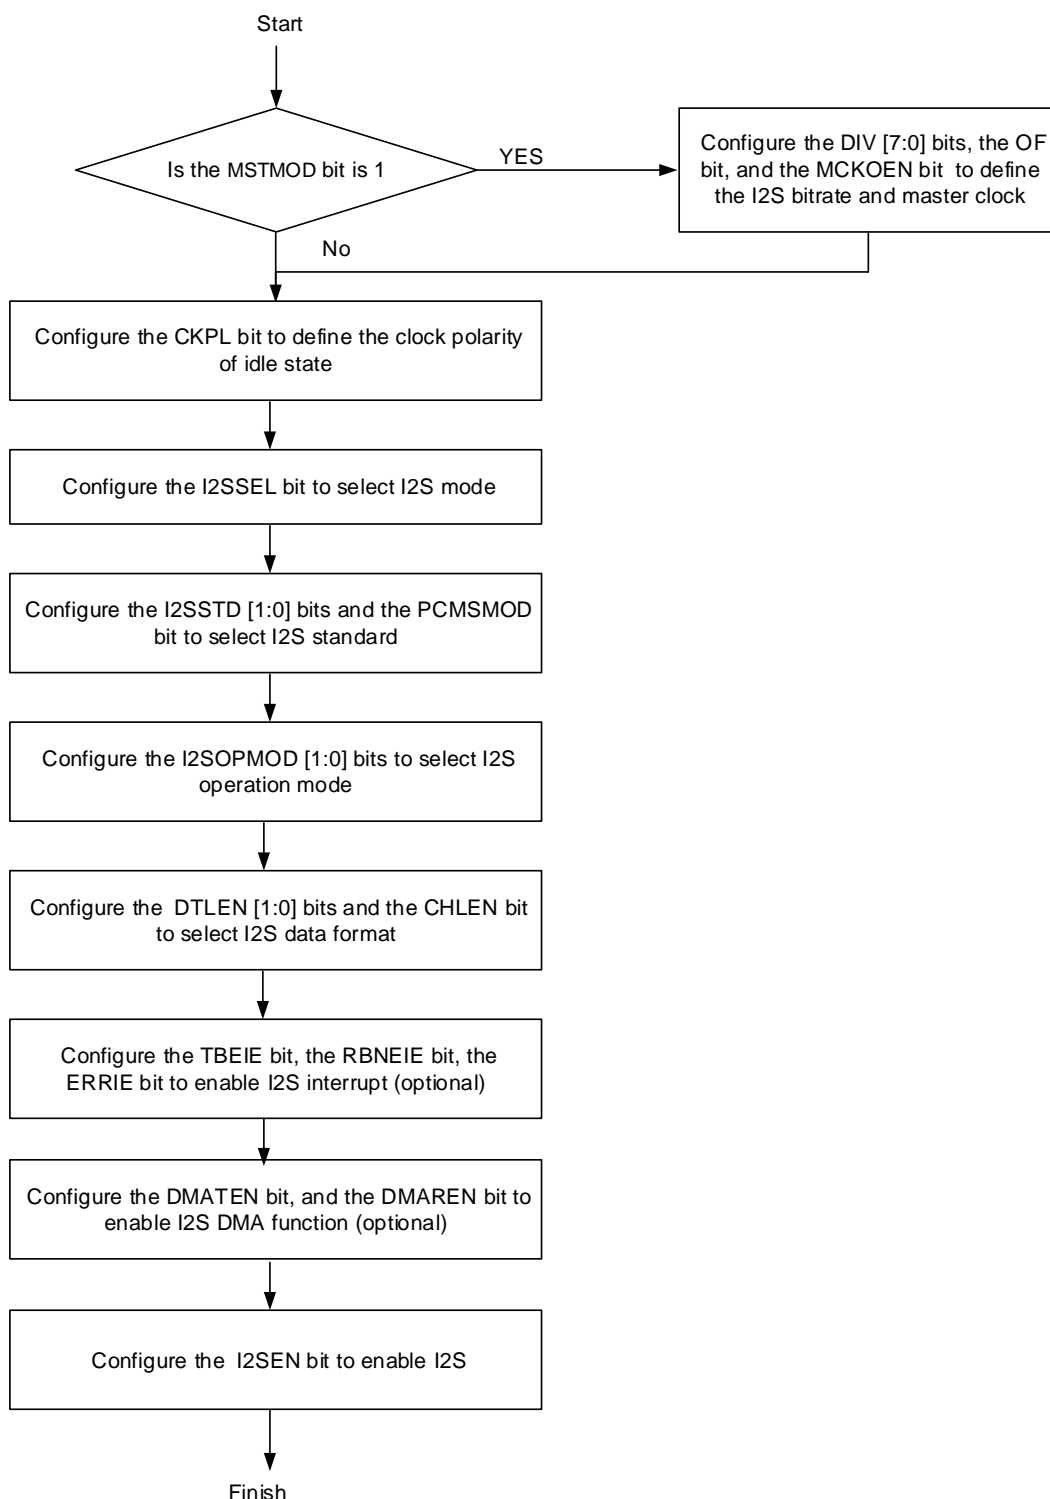 Start
Is the MSTMOD bit is 1
YES
Configure the DIV [7:0] bits, the OF
bit, and the MCKOEN bit to define
the I2S bitrate and master clock
No
Configure the CKPL bit to define the clock polarity
of idle state
Configure the I2SSEL bit to select I2S mode
Configure the I2SSTD [1:0] bits and the PCMSMOD
bit to select I2S standard
Configure the I2SOPMOD [1:0] bits to select I2S
operation mode
Configure the DTLEN [1:0] bits and the CHLEN bit
to select I2S data format
Configure the TBEIE bit, the RBNEIE bit, the
ERRIE bit to enable I2S interrupt (optional)
Configure the DMATEN bit, and the DMAREN bit to
enable I2S DMA function (optional)
Configure the I2SEN bit to enable I2S
Finish